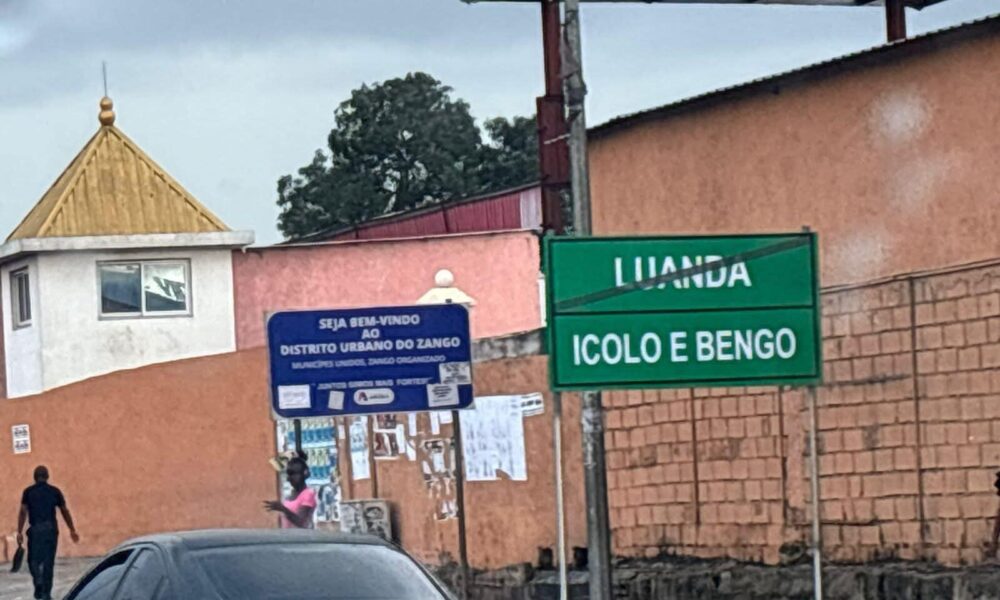 SEJA BEM-VINDO
AO
DISTRITO URBANO DO ZANGO
MUNICÍPES UNIDOS, ZANGO ORGANIZADO
JUNTOS SOMOS MAIS FORTES
LUANDA
ICOLO E BENGO